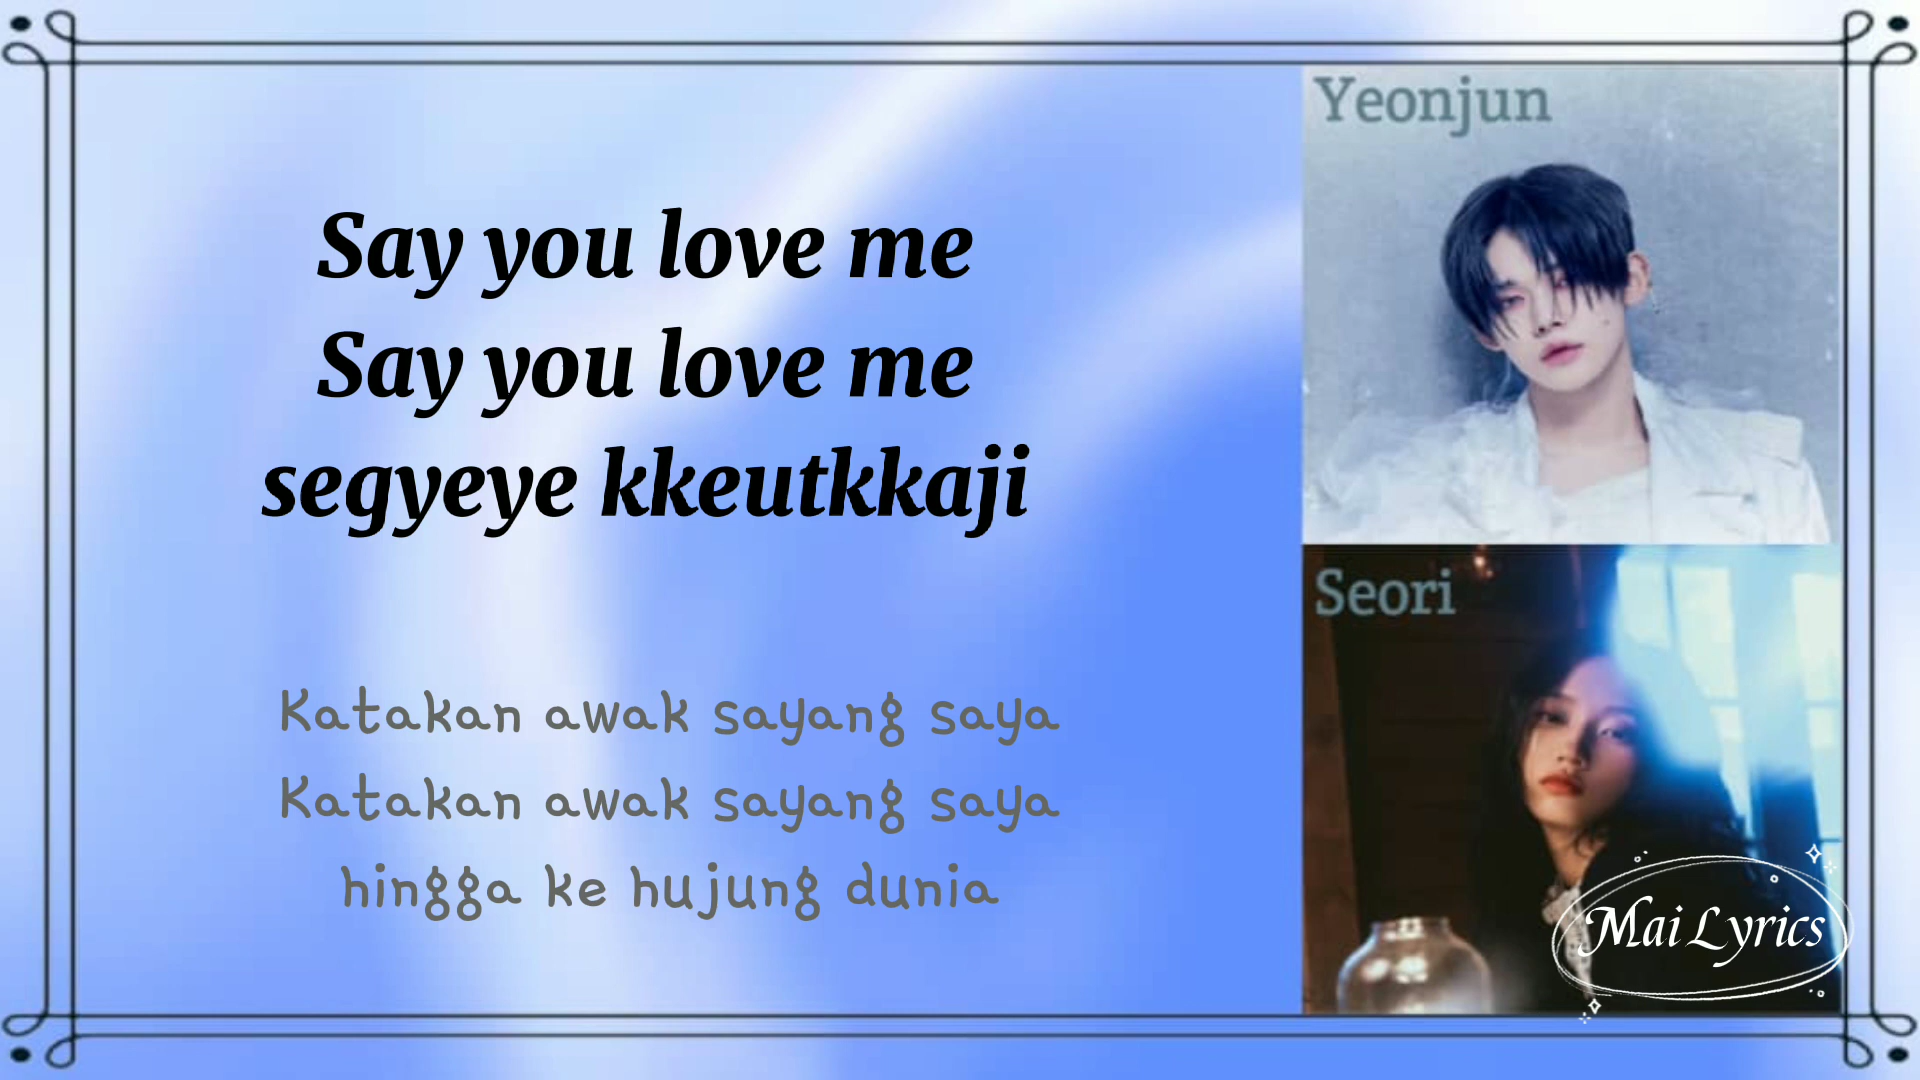 Say you love me
Say you love me
segyeye kkeutkkaji
Katakan awak sayang saya
Katakan awak sayang saya
hingga ke hujung dunia
Yeonjun
Seori
Mai Lyrics